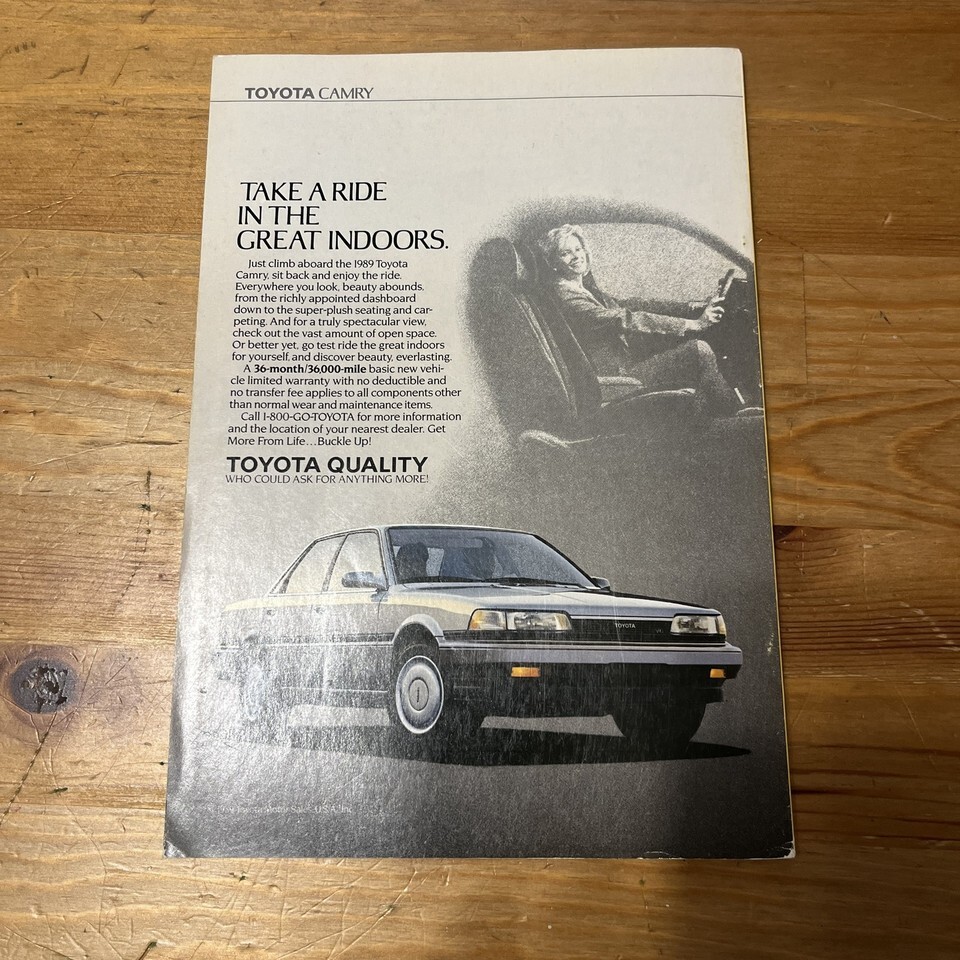 TOYOTA CAMRY
TAKE A RIDE
IN THE
GREAT INDOORS.
Just climb aboard the 1989 Toyota
Camry, sit back and enjoy the ride.
Everywhere you look, beauty abounds,
from the richly appointed dashboard
down to the super-plush seating and car-
peting. And for a truly spectacular view,
check out the vast amount of open space.
Or better yet, go test ride the great indoors
for yourself, and discover beauty, everlasting.
A 36-month/36,000-mile basic new vehi-
cle limited warranty with no deductible and
no transfer fee applies to all components other
than normal wear and maintenance items.
Call 1-800-GO-TOYOTA for more information
and the location of your nearest dealer. Get
More From Life...Buckle Up!
TOYOTA QUALITY
WHO COULD ASK FOR ANYTHING MORE!
TOYOTA
Toyota Motor Sales, U.S.A., Inc.